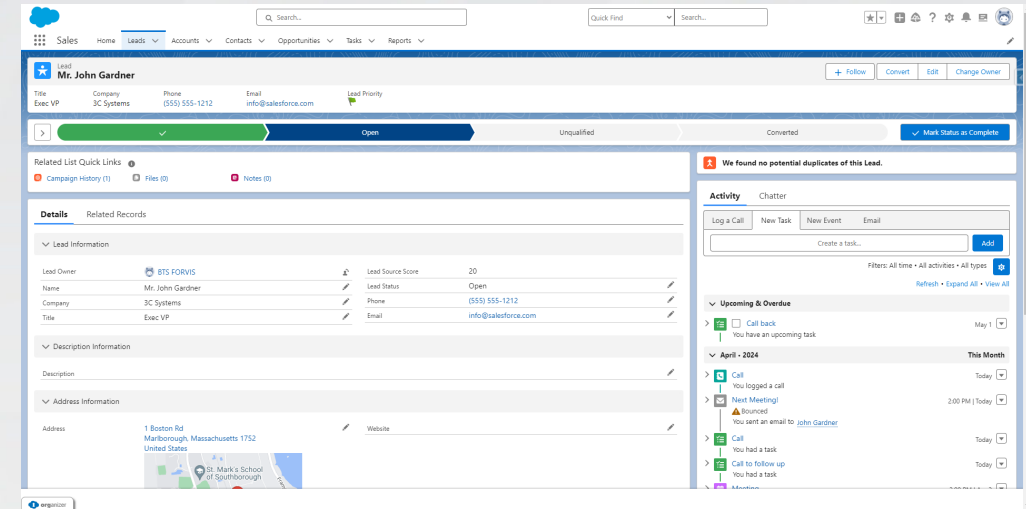 Search...
Quick Find
Search...
Sales
Home
Leads
Accounts
Contacts
Opportunities
Tasks
Reports
Lead
Mr. John Gardner
+ Follow
Convert
Edit
Change Owner
Title
Company
Phone
Email
Lead Priority
Exec VP
3C Systems
(555) 555-1212
info@salesforce.com
Open
Unqualified
Converted
Mark Status as Complete
Related List Quick Links
Campaign History (1)
Files (0)
Notes (0)
We found no potential duplicates of this Lead.
Details
Related Records
Lead Information
Lead Owner
BTS FORVIS
Name
Mr. John Gardner
Company
3C Systems
Title
Exec VP
Lead Source Score
20
Lead Status
Open
Phone
(555) 555-1212
Email
info@salesforce.com
Description Information
Description
Address Information
Address
1 Boston Rd
Marlborough, Massachusetts 1752
United States
Website
St. Mark's School
of Southborough
Activity
Chatter
Log a Call
New Task
New Event
Email
Create a task...
Add
Filters: All time • All activities • All types
Refresh • Expand All • View All
Upcoming & Overdue
Call back
May 1
You have an upcoming task
April • 2024
This Month
Call
Today
You logged a call
Next Meeting!
2:00 PM | Today
Bounced
You sent an email to John Gardner
Call
Today
You had a task
Call to follow up
Today
You had a task
Meeting
organizer